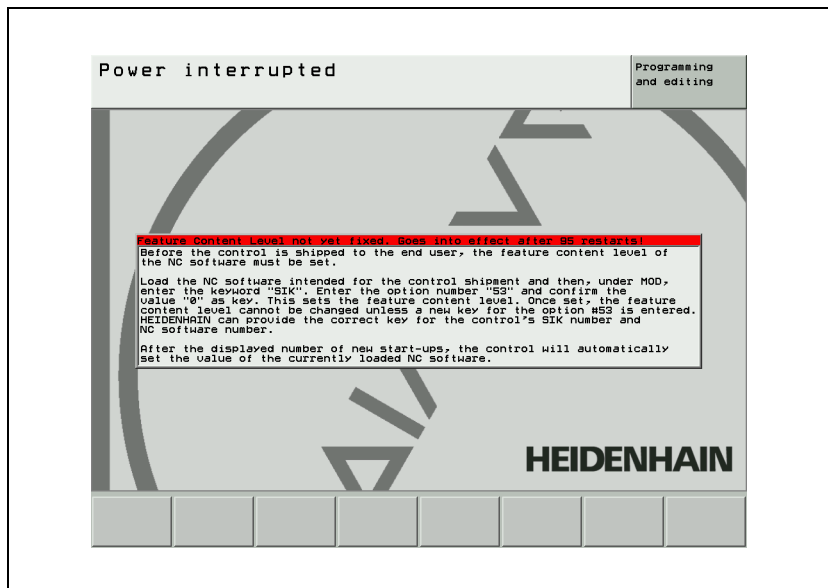 Power interrupted
Programming
and editing
Feature Content Level not yet fixed. Goes into effect after 95 restarts!
Before the control is shipped to the end user, the feature content level of
the NC software must be set.
Load the NC software intended for the control shipment and then, under MOD,
enter the keyword "SIK". Enter the option number "53" and confirm the
value "0" as key. This sets the feature content level. Once set, the feature
content level cannot be changed unless a new key for the option #53 is entered.
HEIDENHAIN can provide the correct key for the control's SIK number and
NC software number.
After the displayed number of new start-ups, the control will automatically
set the value of the currently loaded NC software.
HEIDENHAIN